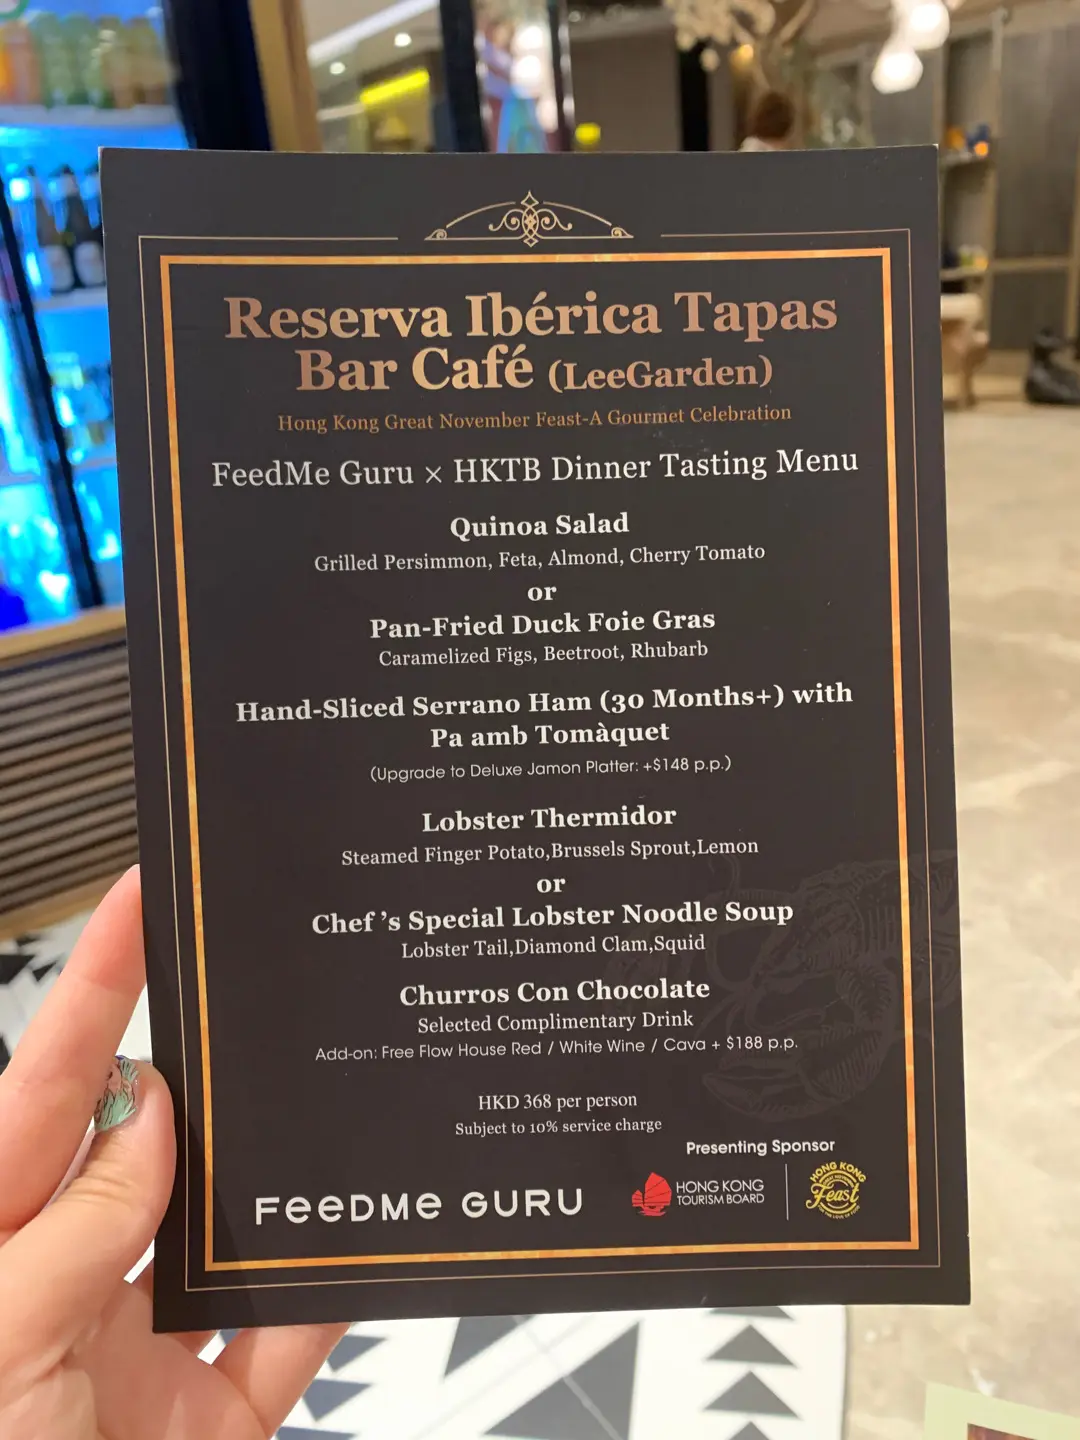 Reserva Ibérica Tapas
Bar Café (LeeGarden)
Hong Kong Great November Feast-A Gourmet Celebration
FeedMe Guru × HKTB Dinner Tasting Menu
Quinoa Salad
Grilled Persimmon, Feta, Almond, Cherry Tomato
or
Pan-Fried Duck Foie Gras
Caramelized Figs, Beetroot, Rhubarb
Hand-Sliced Serrano Ham (30 Months+) with
Pa amb Tomàquet
(Upgrade to Deluxe Jamon Platter: +$148 p.p.)
Lobster Thermidor
Steamed Finger Potato,Brussels Sprout,Lemon
or
Chef 's Special Lobster Noodle Soup
Lobster Tail,Diamond Clam,Squid
Churros Con Chocolate
Selected Complimentary Drink
Add-on: Free Flow House Red / White Wine / Cava + $188 p.p.
HKD 368 per person
Subject to 10% service charge
Presenting Sponsor
FEEDME GURU
HONG KONG
TOURISM BOARD
HONG KONG
Feast